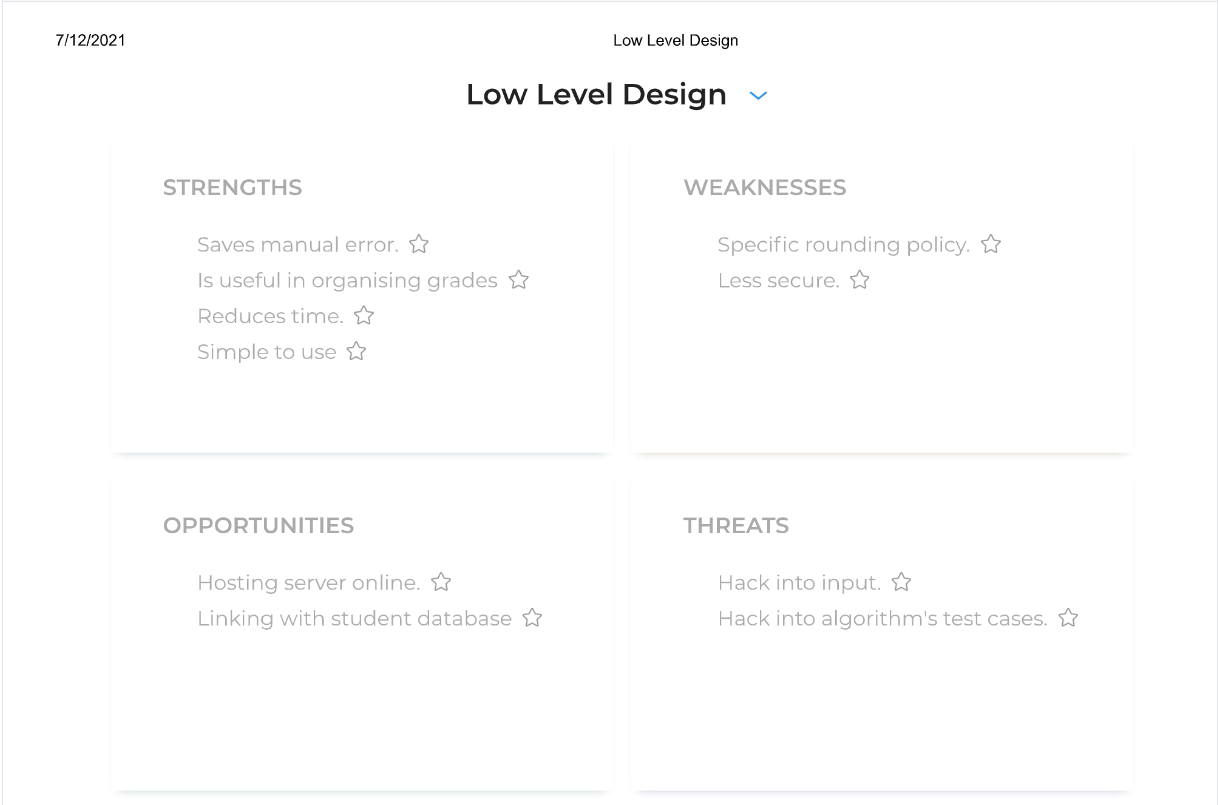 7/12/2021
Low Level Design
Low Level Design
STRENGTHS
Saves manual error.
Is useful in organising grades
Reduces time.
Simple to use
WEAKNESSES
Specific rounding policy.
Less secure.
OPPORTUNITIES
Hosting server online.
Linking with student database
THREATS
Hack into input.
Hack into algorithm's test cases.